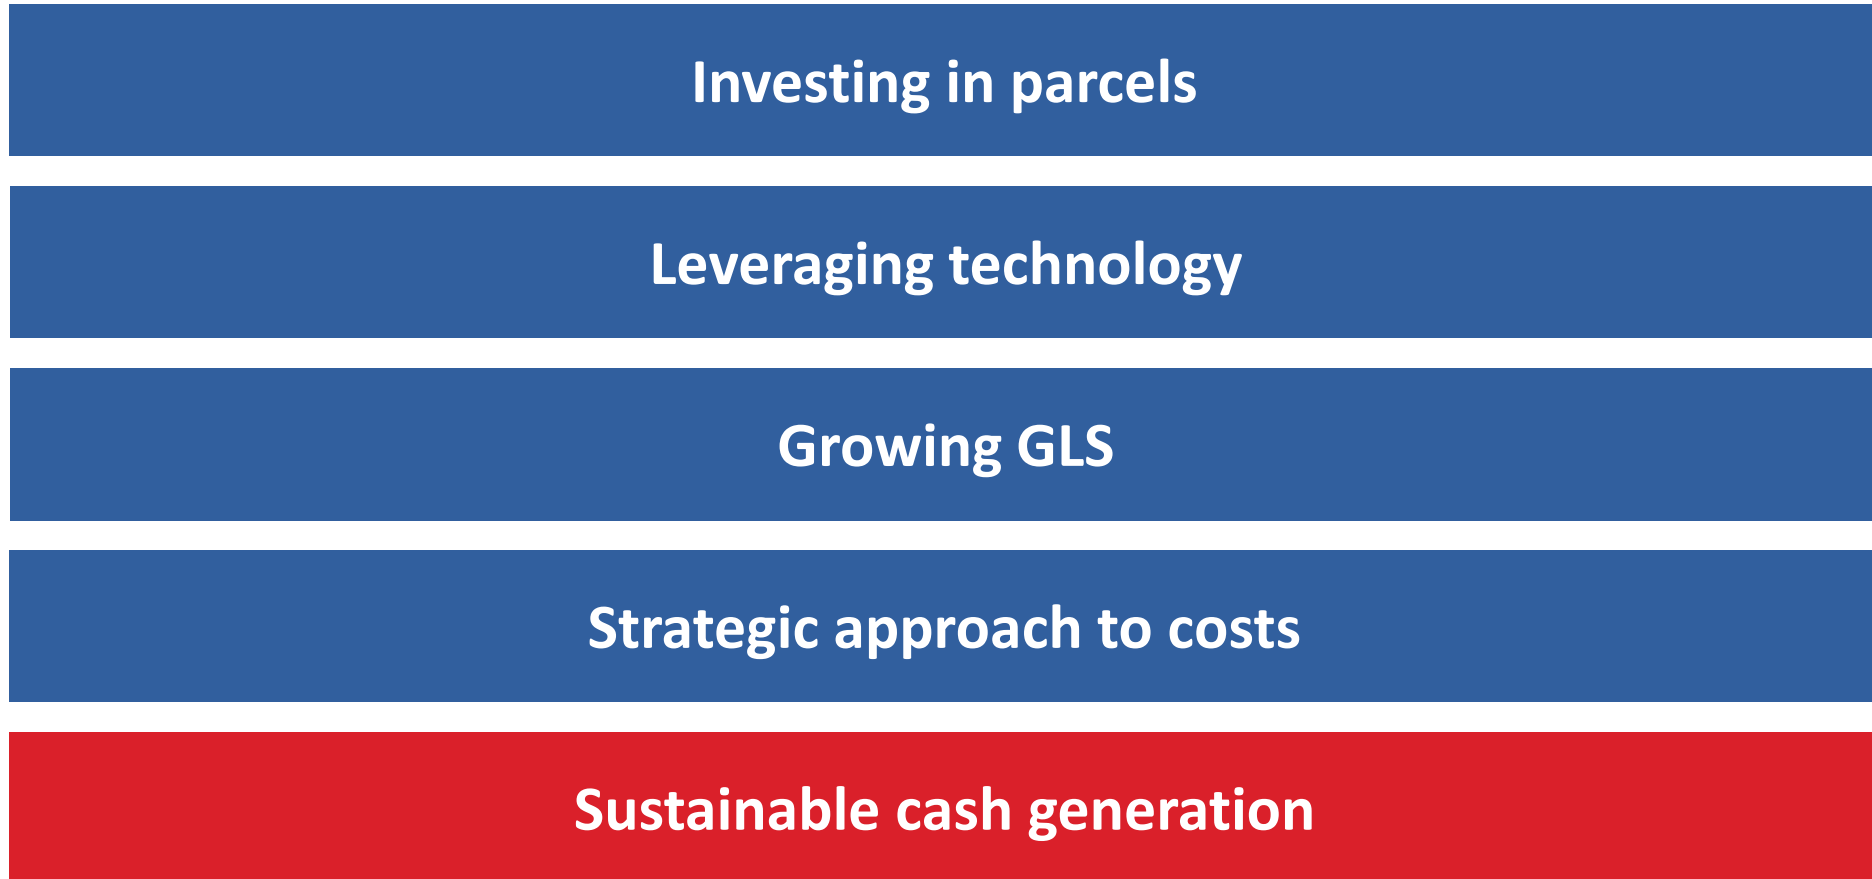 Investing in parcels
Leveraging technology
Growing GLS
Strategic approach to costs
Sustainable cash generation